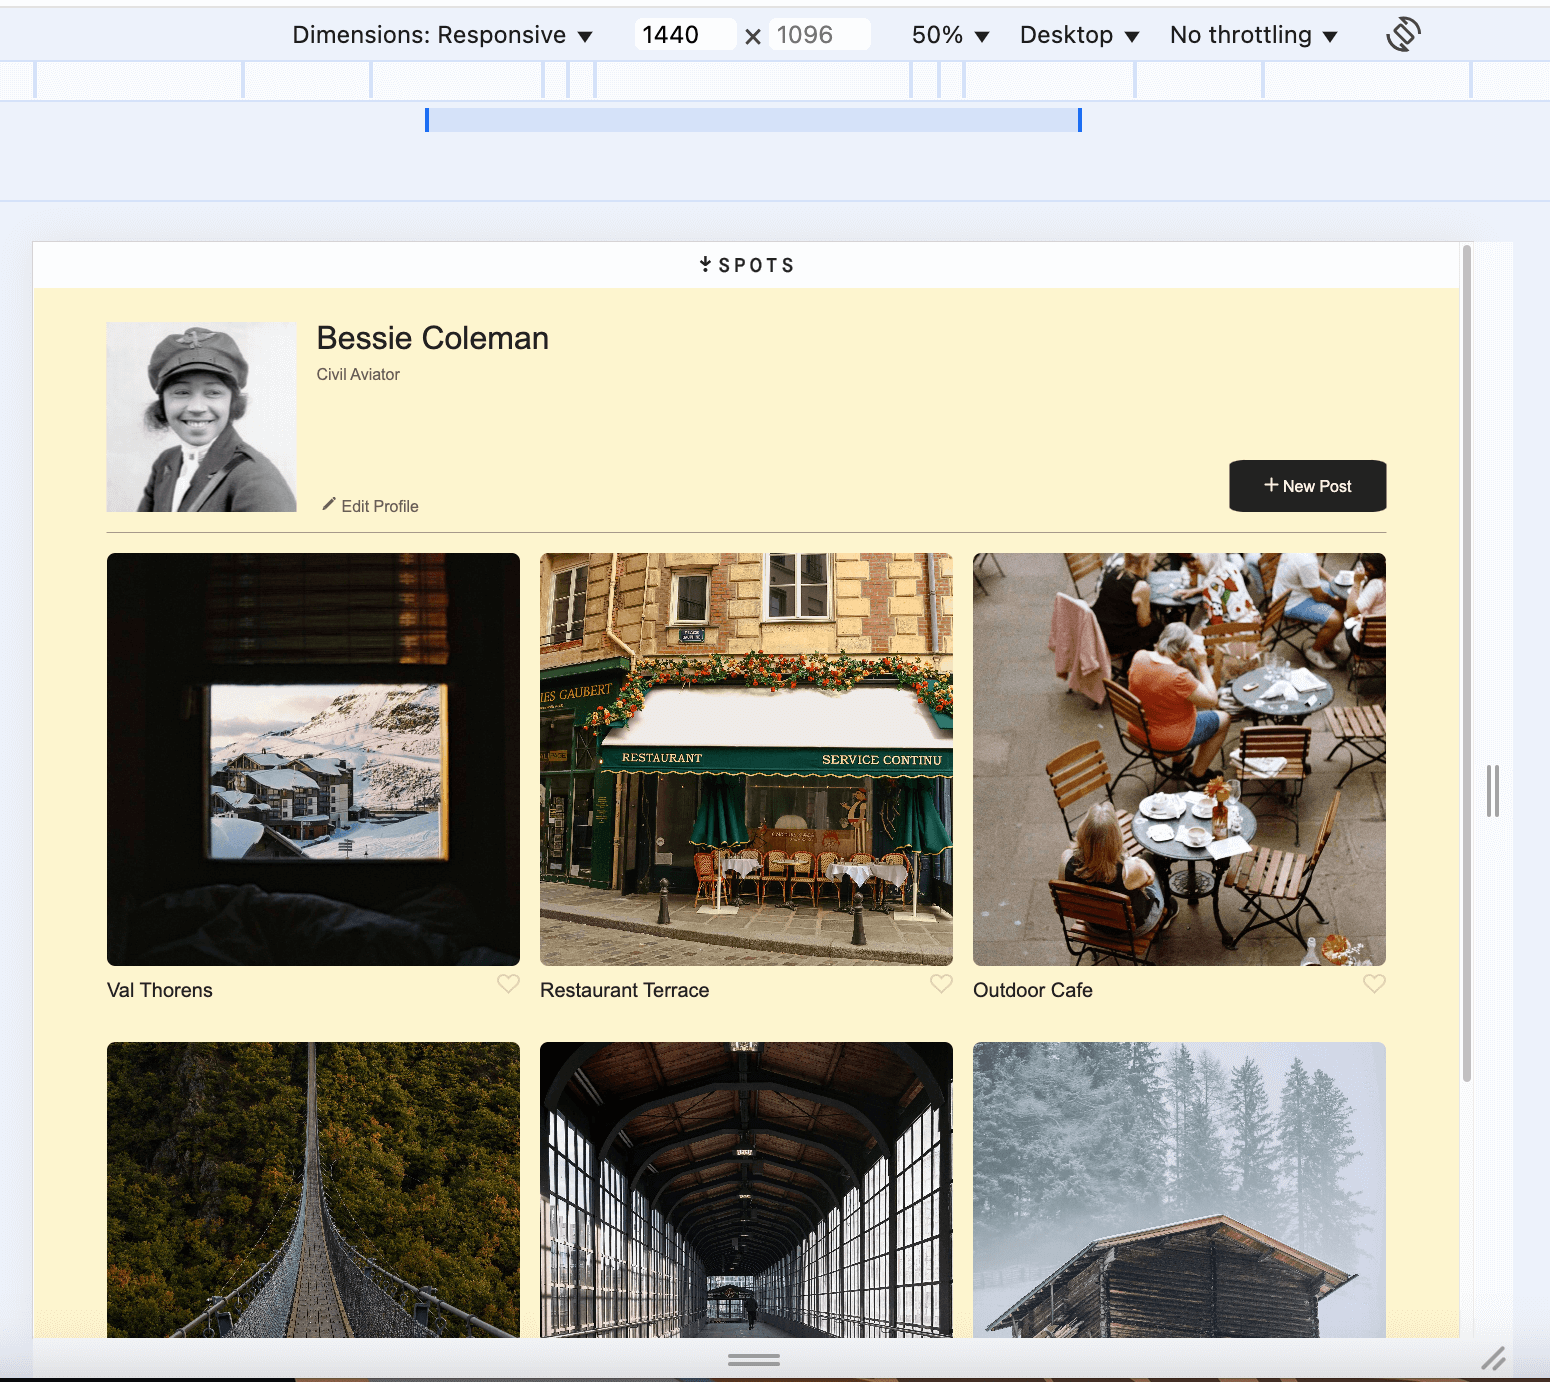 Dimensions: Responsive ▼ 1440 × 1096 50% ▼ Desktop ▼ No throttling ▼
SPOTS
Bessie Coleman
Civil Aviator
Edit Profile
+ New Post
ES GAUBERT
RESTAURANT
SERVICE CONTINU
Val Thorens
Restaurant Terrace
Outdoor Cafe